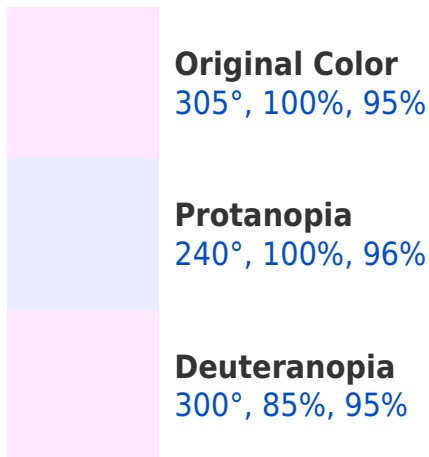 Original Color
305°, 100%, 95%
Protanopia
240°, 100%, 96%
Deuteranopia
300°, 85%, 95%